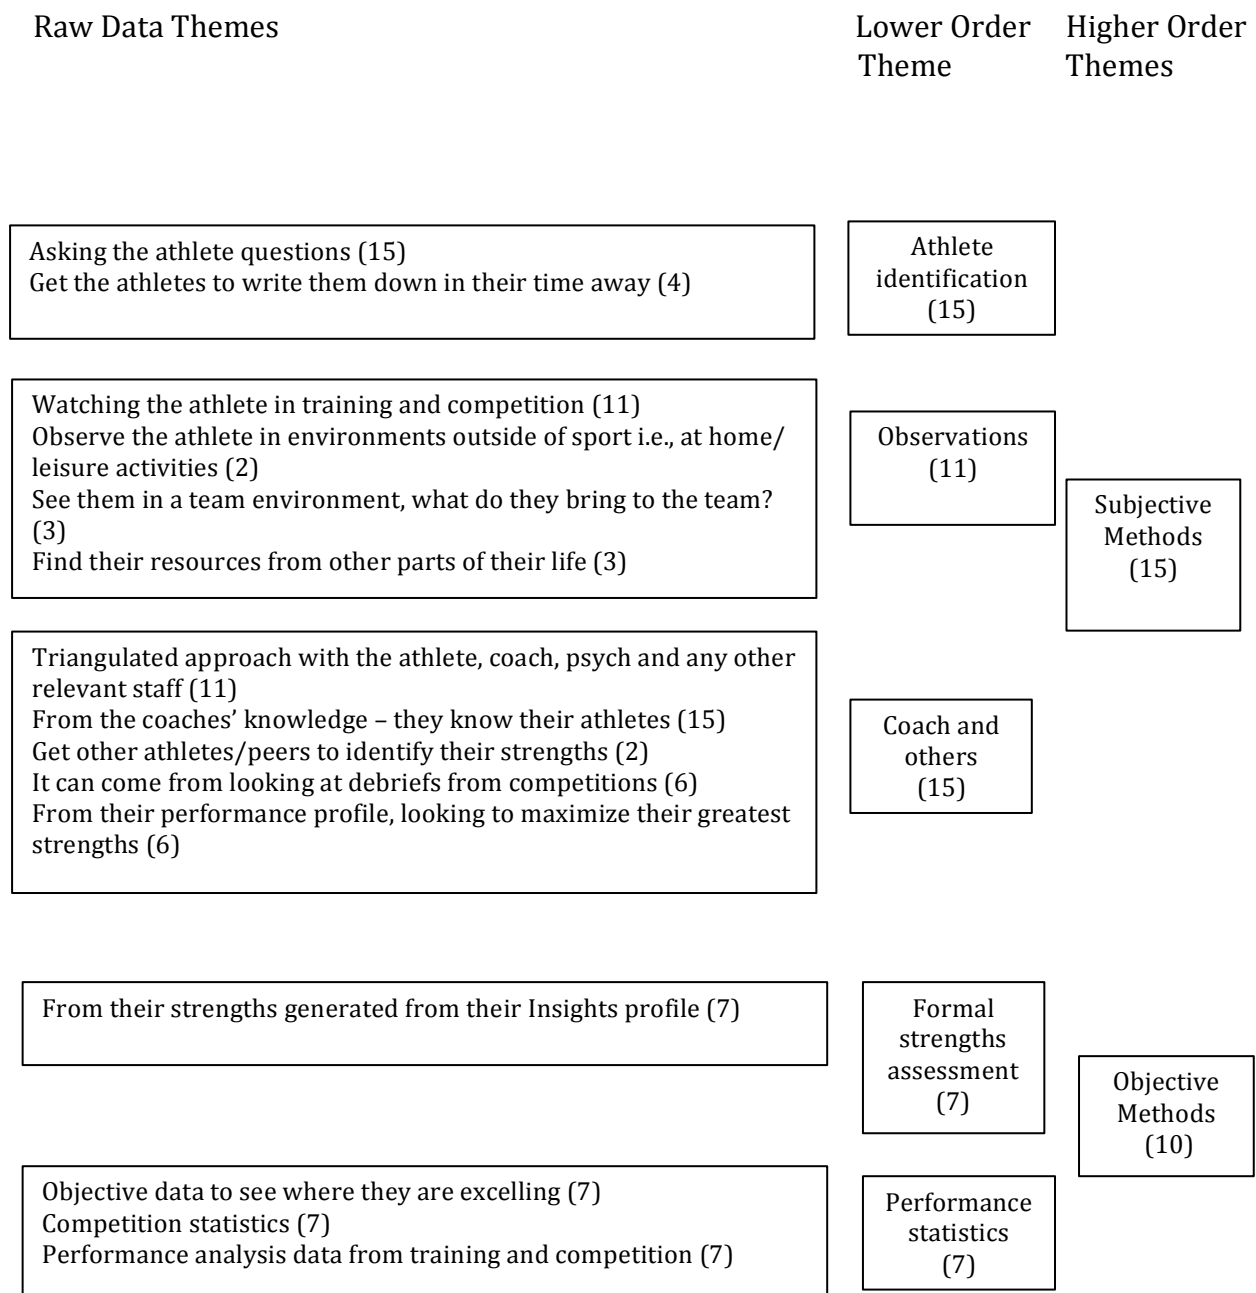 Raw Data Themes
Lower Order
Theme
Higher Order
Themes
Asking the athlete questions (15)
Get the athletes to write them down in their time away (4)
Athlete
identification
(15)
Watching the athlete in training and competition (11)
Observe the athlete in environments outside of sport i.e., at home/
leisure activities (2)
See them in a team environment, what do they bring to the team?
(3)
Find their resources from other parts of their life (3)
Observations
(11)
Subjective
Methods
(15)
Triangulated approach with the athlete, coach, psych and any other
relevant staff (11)
From the coaches’ knowledge – they know their athletes (15)
Get other athletes/peers to identify their strengths (2)
It can come from looking at debriefs from competitions (6)
From their performance profile, looking to maximize their greatest
strengths (6)
Coach and
others
(15)
From their strengths generated from their Insights profile (7)
Formal
strengths
assessment
(7)
Objective
Methods
(10)
Objective data to see where they are excelling (7)
Competition statistics (7)
Performance analysis data from training and competition (7)
Performance
statistics
(7)